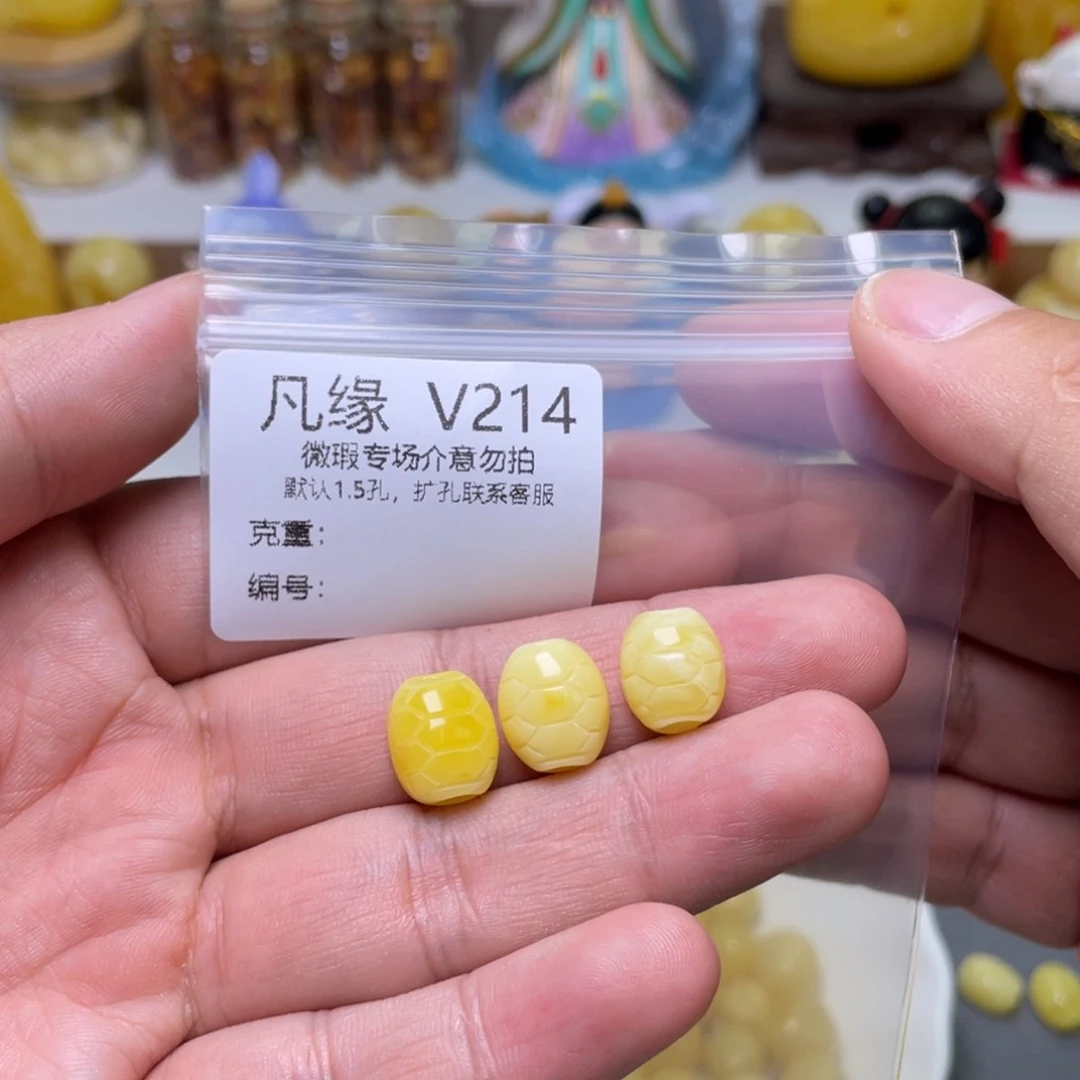 凡缘 V214
微瑕专场介意勿拍
默认1.5孔，扩孔联系客服
克重：
编号：